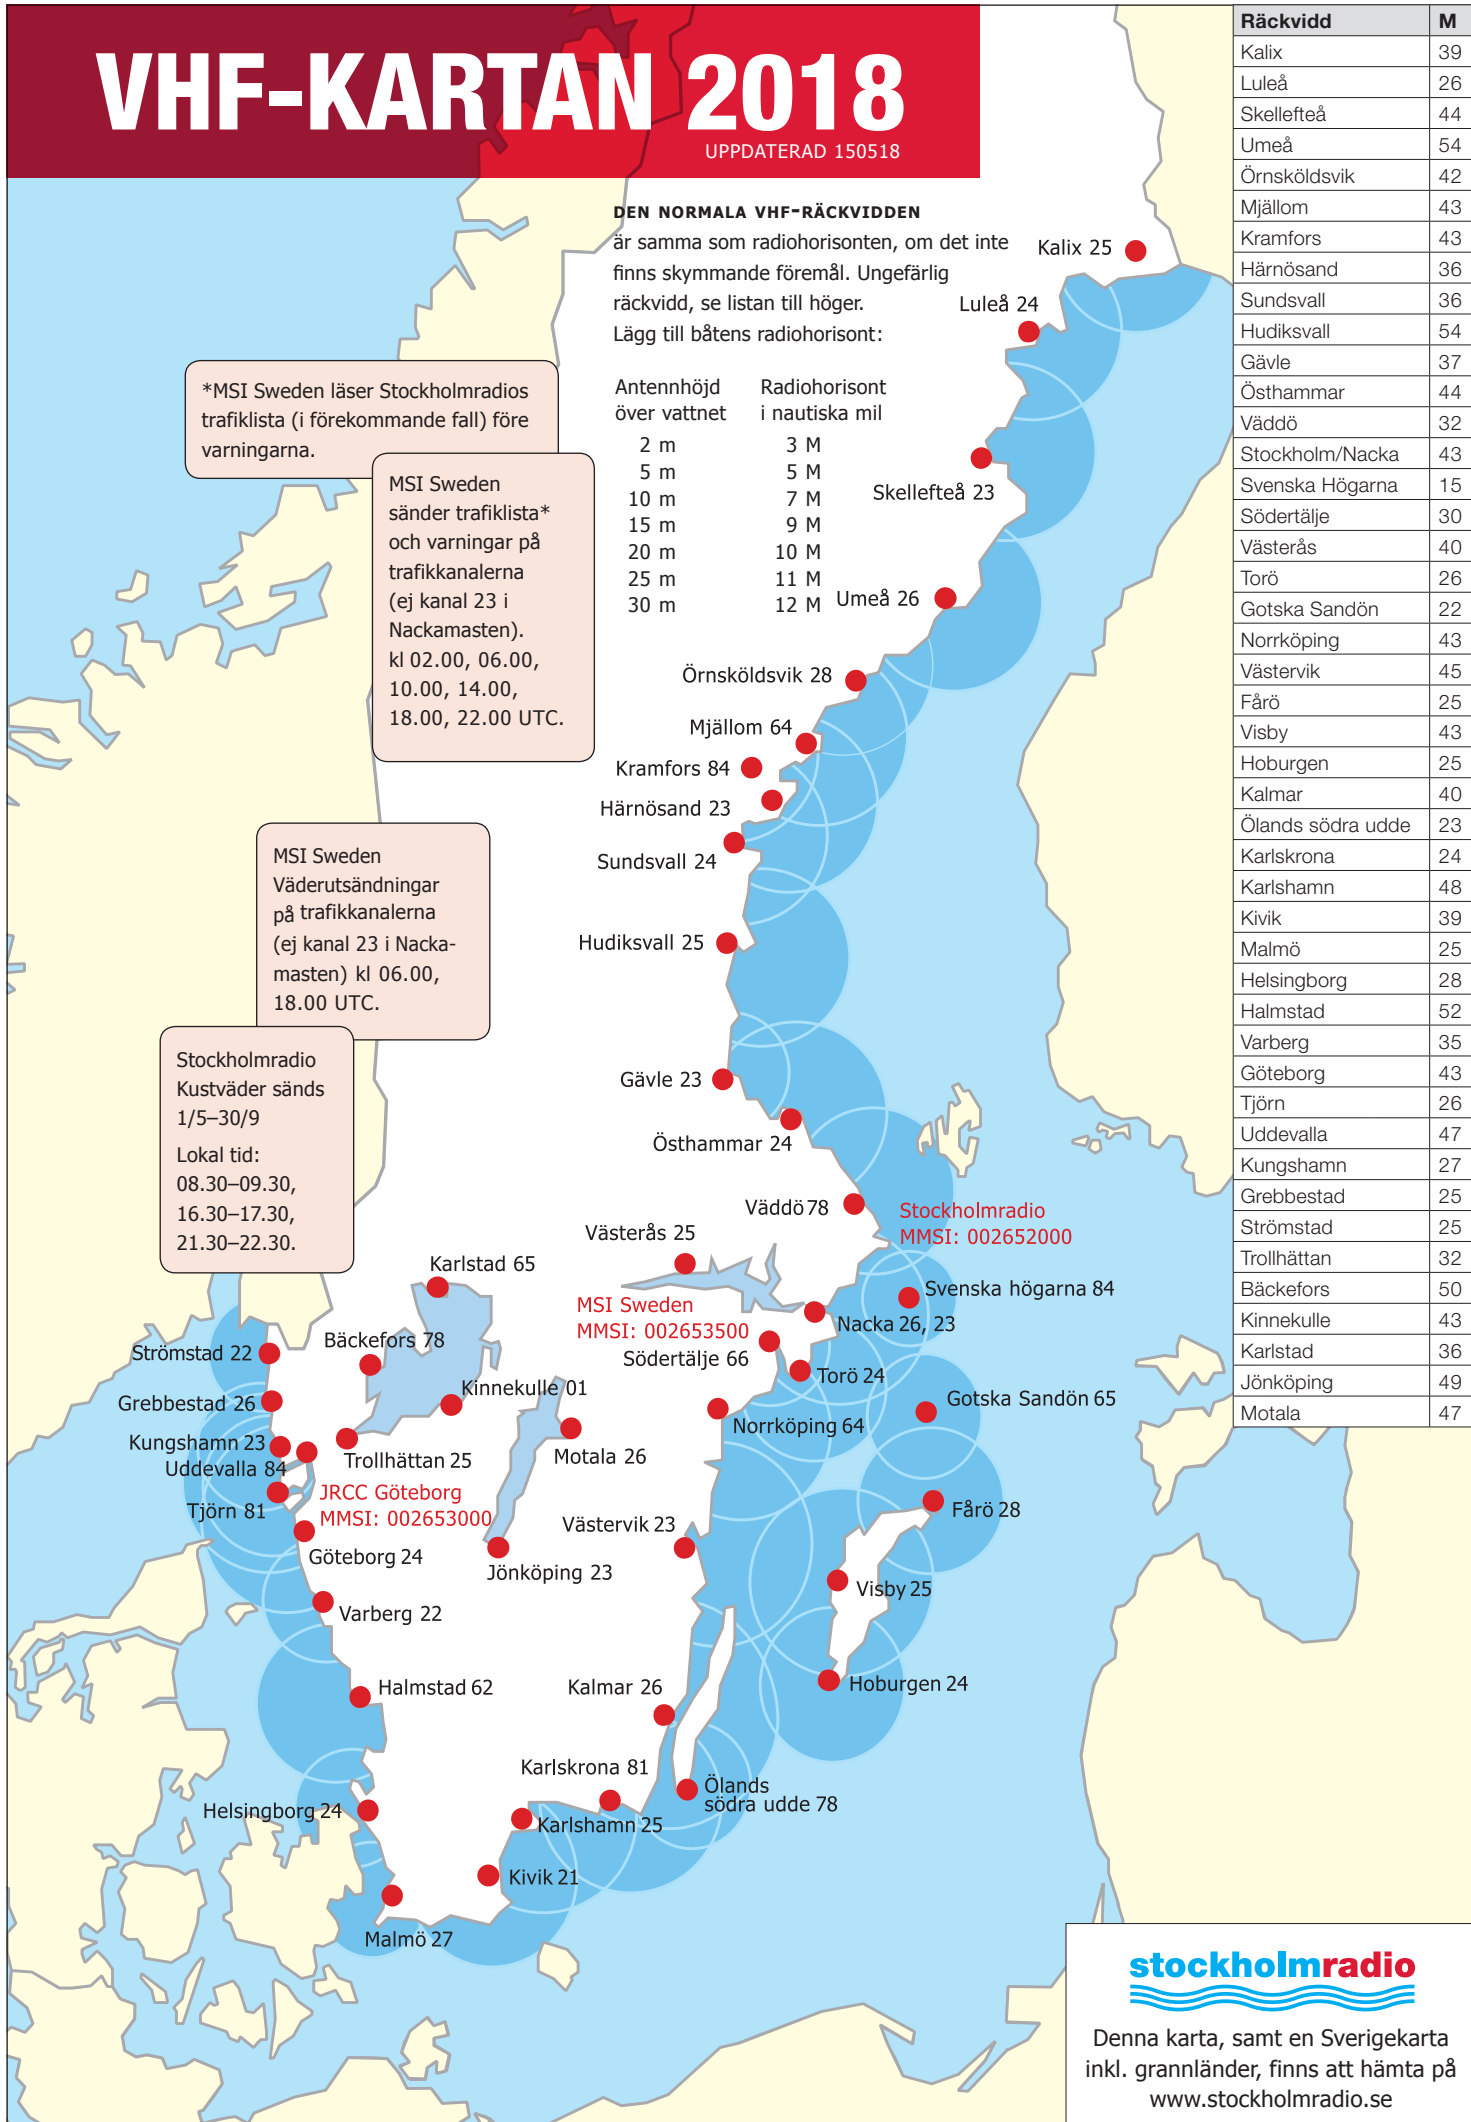 VHF-KARTAN 2018
UPPDATERAD 150518
DEN NORMALA VHF-RÄCKVIDDEN
är samma som radiohorisonten, om det inte
finns skymmande föremål. Ungefärlig
räckvidd, se listan till höger.
Lägg till båtens radiohorisont:
Antennhöjd Radiohorisont
över vattnet i nautiska mil
2 m 3 M
5 m 5 M
10 m 7 M
15 m 9 M
20 m 10 M
25 m 11 M
30 m 12 M
*MSI Sweden läser Stockholmradios
trafiklista (i förekommande fall) före
varningarna.
MSI Sweden
sänder trafiklista*
och varningar på
trafikkanalerna
(ej kanal 23 i
Nackamasten).
kl 02.00, 06.00,
10.00, 14.00,
18.00, 22.00 UTC.
MSI Sweden
Väderutsändningar
på trafikkanalerna
(ej kanal 23 i Nacka-
masten) kl 06.00,
18.00 UTC.
Stockholmradio
Kustväder sänds
1/5–30/9
Lokal tid:
08.30–09.30,
16.30–17.30,
21.30–22.30.
Kalix 25
Luleå 24
Skellefteå 23
Umeå 26
Örnsköldsvik 28
Mjällom 64
Kramfors 84
Härnösand 23
Sundsvall 24
Hudiksvall 25
Gävle 23
Östhammar 24
Väddö 78
Stockholmradio
MMSI: 002652000
Västerås 25
Karlstad 65
Svenska högarna 84
MSI Sweden
MMSI: 002653500
Nacka 26, 23
Södertälje 66
Strömstad 22
Bäckefors 78
Torö 24
Kinnekulle 01
Gotska Sandön 65
Grebbestad 26
Norrköping 64
Kungshamn 23
Uddevalla 84
Trollhättan 25
Motala 26
JRCC Göteborg
MMSI: 002653000
Tjörn 81
Fårö 28
Västervik 23
Göteborg 24
Jönköping 23
Visby 25
Varberg 22
Halmstad 62
Kalmar 26
Hoburgen 24
Karlskrona 81
Ölands
södra udde 78
Helsingborg 24
Karlshamn 25
Kivik 21
Malmö 27
Räckvidd M
Kalix 39
Luleå 26
Skellefteå 44
Umeå 54
Örnsköldsvik 42
Mjällom 43
Kramfors 43
Härnösand 36
Sundsvall 36
Hudiksvall 54
Gävle 37
Östhammar 44
Väddö 32
Stockholm/Nacka 43
Svenska Högarna 15
Södertälje 30
Västerås 40
Torö 26
Gotska Sandön 22
Norrköping 43
Västervik 45
Fårö 25
Visby 43
Hoburgen 25
Kalmar 40
Ölands södra udde 23
Karlskrona 24
Karlshamn 48
Kivik 39
Malmö 25
Helsingborg 28
Halmstad 52
Varberg 35
Göteborg 43
Tjörn 26
Uddevalla 47
Kungshamn 27
Grebbestad 25
Strömstad 25
Trollhättan 32
Bäckefors 50
Kinnekulle 43
Karlstad 36
Jönköping 49
Motala 47
stockholmradio
Denna karta, samt en Sverigekarta
inkl. grannländer, finns att hämta på
www.stockholmradio.se